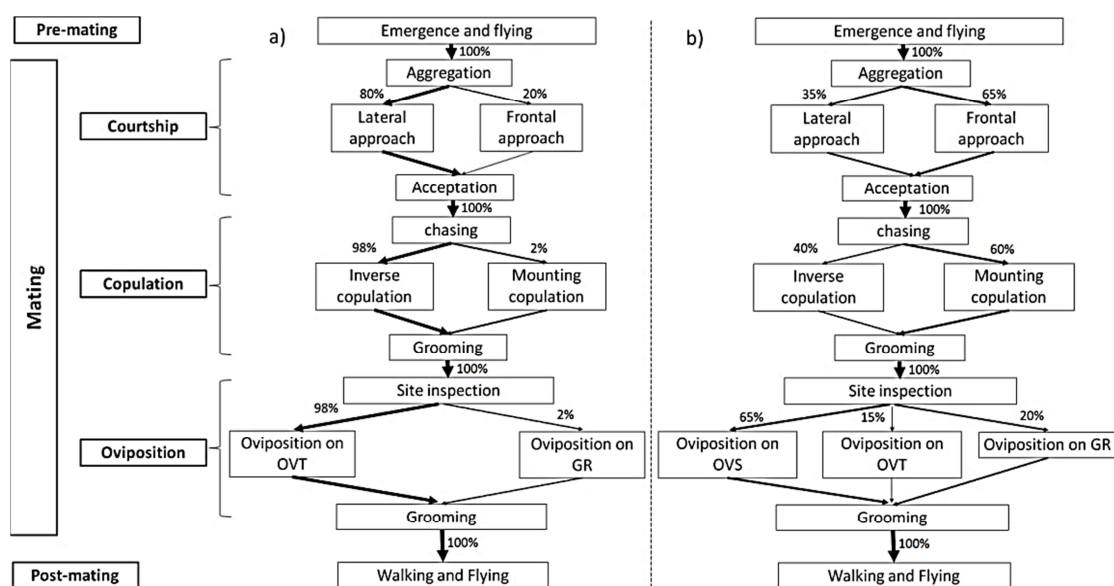 Pre-mating
Mating
Courtship
Copulation
Oviposition
Post-mating
a)
Emergence and flying
100%
Aggregation
80%
20%
Lateral
approach
Frontal
approach
Acceptation
100%
chasing
98%
2%
Inverse
copulation
Mounting
copulation
Grooming
100%
Site inspection
98%
2%
Oviposition on
OVT
Oviposition on
GR
Grooming
100%
Walking and Flying
b)
Emergence and flying
100%
Aggregation
35%
65%
Lateral
approach
Frontal
approach
Acceptation
100%
chasing
40%
60%
Inverse
copulation
Mounting
copulation
Grooming
100%
Site inspection
65%
15%
20%
Oviposition on
OVS
Oviposition on
OVT
Oviposition on GR
Grooming
100%
Walking and Flying